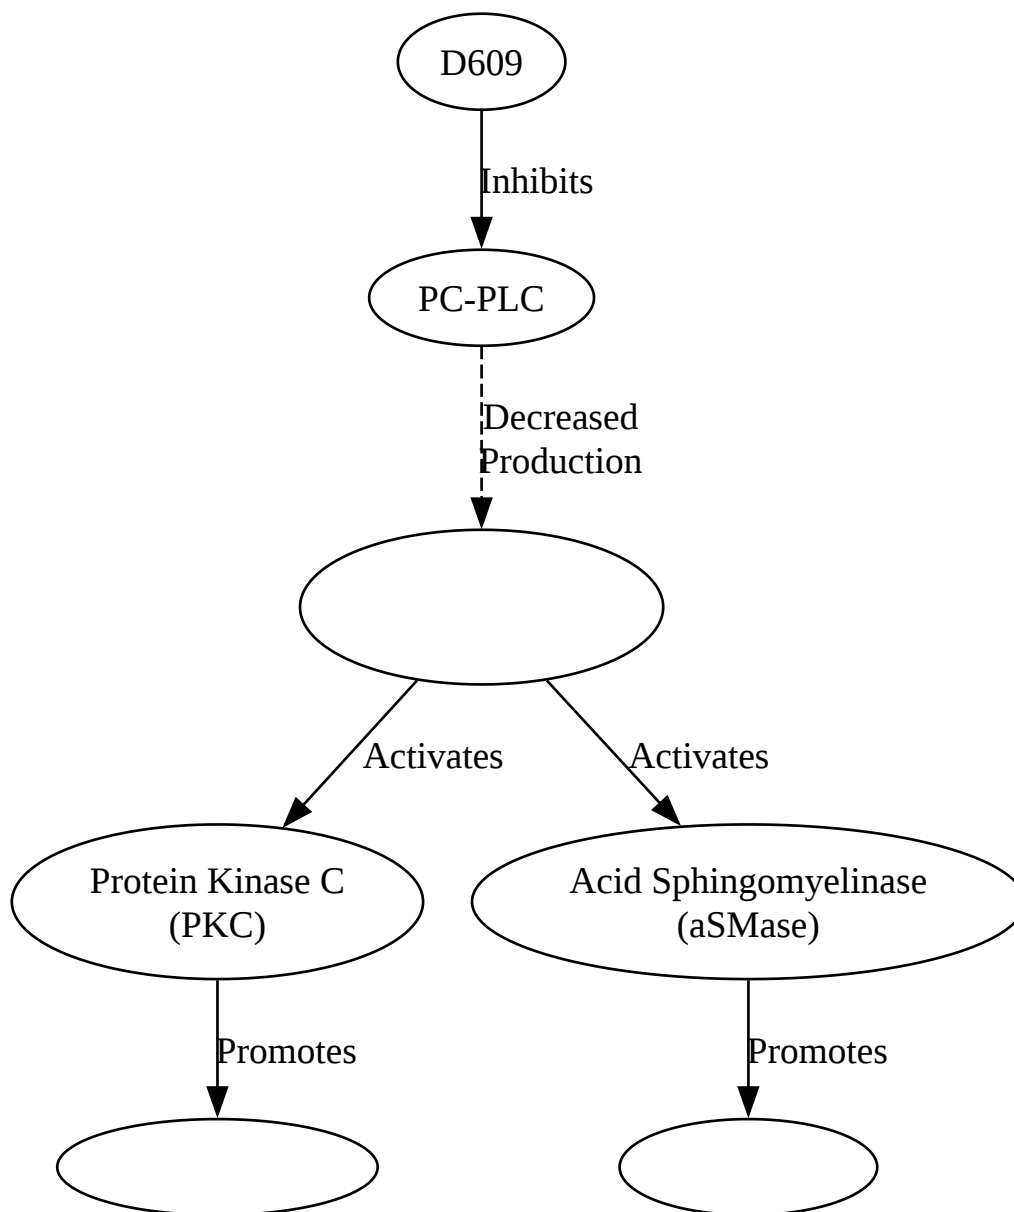 D609
Inhibits
PC-PLC
Decreased
Production
Activates
Activates
Protein Kinase C
(PKC)
Acid Sphingomyelinase
(aSMase)
Promotes
Promotes